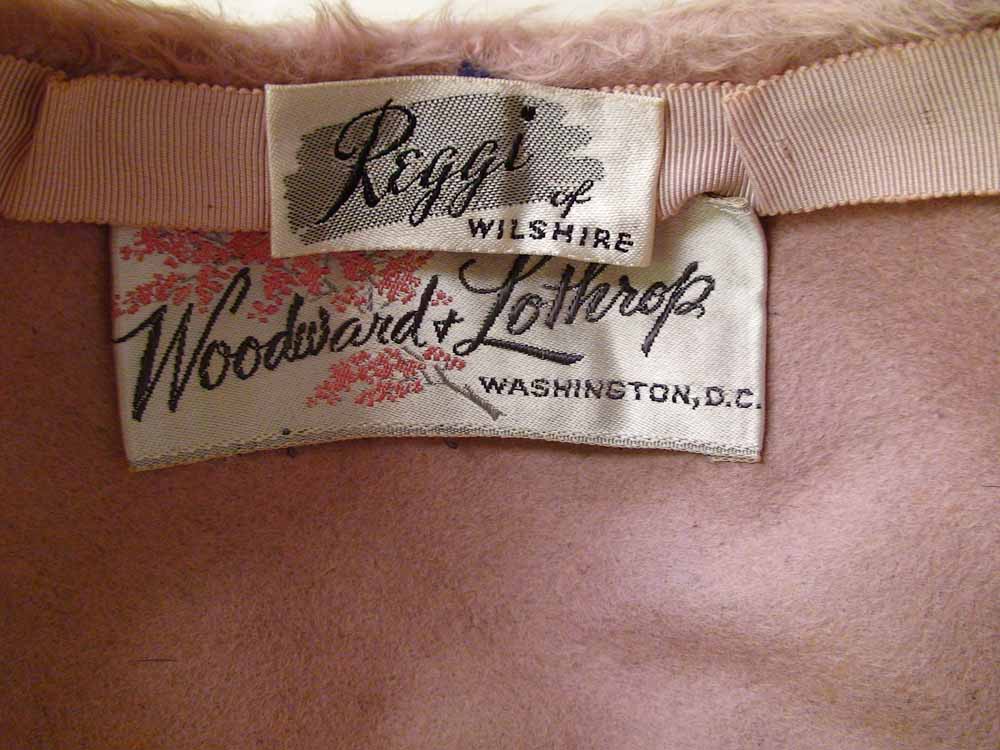 Reggi
of
WILSHIRE
Woodward & Lothrop
WASHINGTON, D.C.